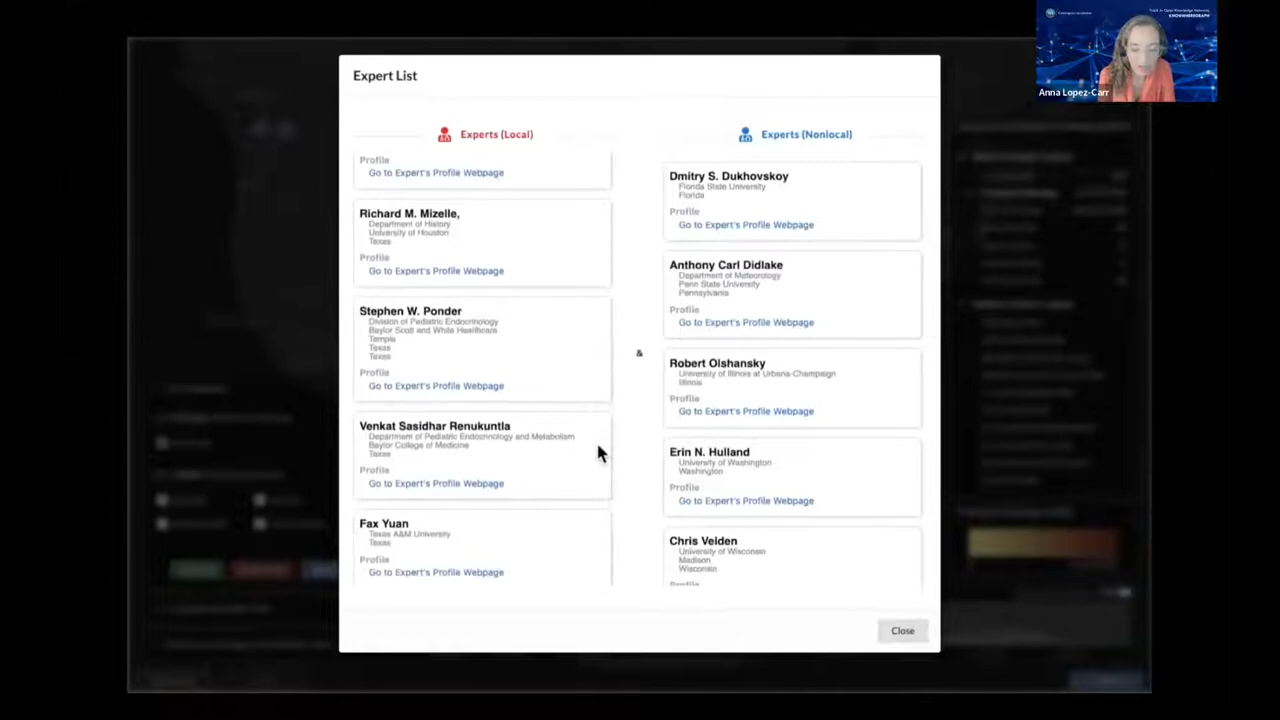 Expert List
Experts (Local)
Profile
Go to Expert's Profile Webpage
Richard M. Mizelle,
Department of History
University of Houston
Texas
Profile
Go to Expert's Profile Webpage
Stephen W. Ponder
Division of Pediatric Endocrinology
Baylor Scott and White Healthcare
Temple
Texas
Texas
Profile
Go to Expert's Profile Webpage
Venkat Sasidhar Renukuntla
Department of Pediatric Endocrinology and Metabolism
Baylor College of Medicine
Texas
Profile
Go to Expert's Profile Webpage
Fax Yuan
Texas A&M University
Texas
Profile
Go to Expert's Profile Webpage
&
Experts (Nonlocal)
Dmitry S. Dukhovskoy
Florida State University
Florida
Profile
Go to Expert's Profile Webpage
Anthony Carl Didlake
Department of Meteorology
Penn State University
Pennsylvania
Profile
Go to Expert's Profile Webpage
Robert Olshansky
University of Illinois at Urbana-Champaign
Illinois
Profile
Go to Expert's Profile Webpage
Erin N. Hulland
University of Washington
Washington
Profile
Go to Expert's Profile Webpage
Chris Velden
University of Wisconsin
Madison
Wisconsin
Profile
Close
KNOWWHEREGRAPH
Anna Lopez-Carr